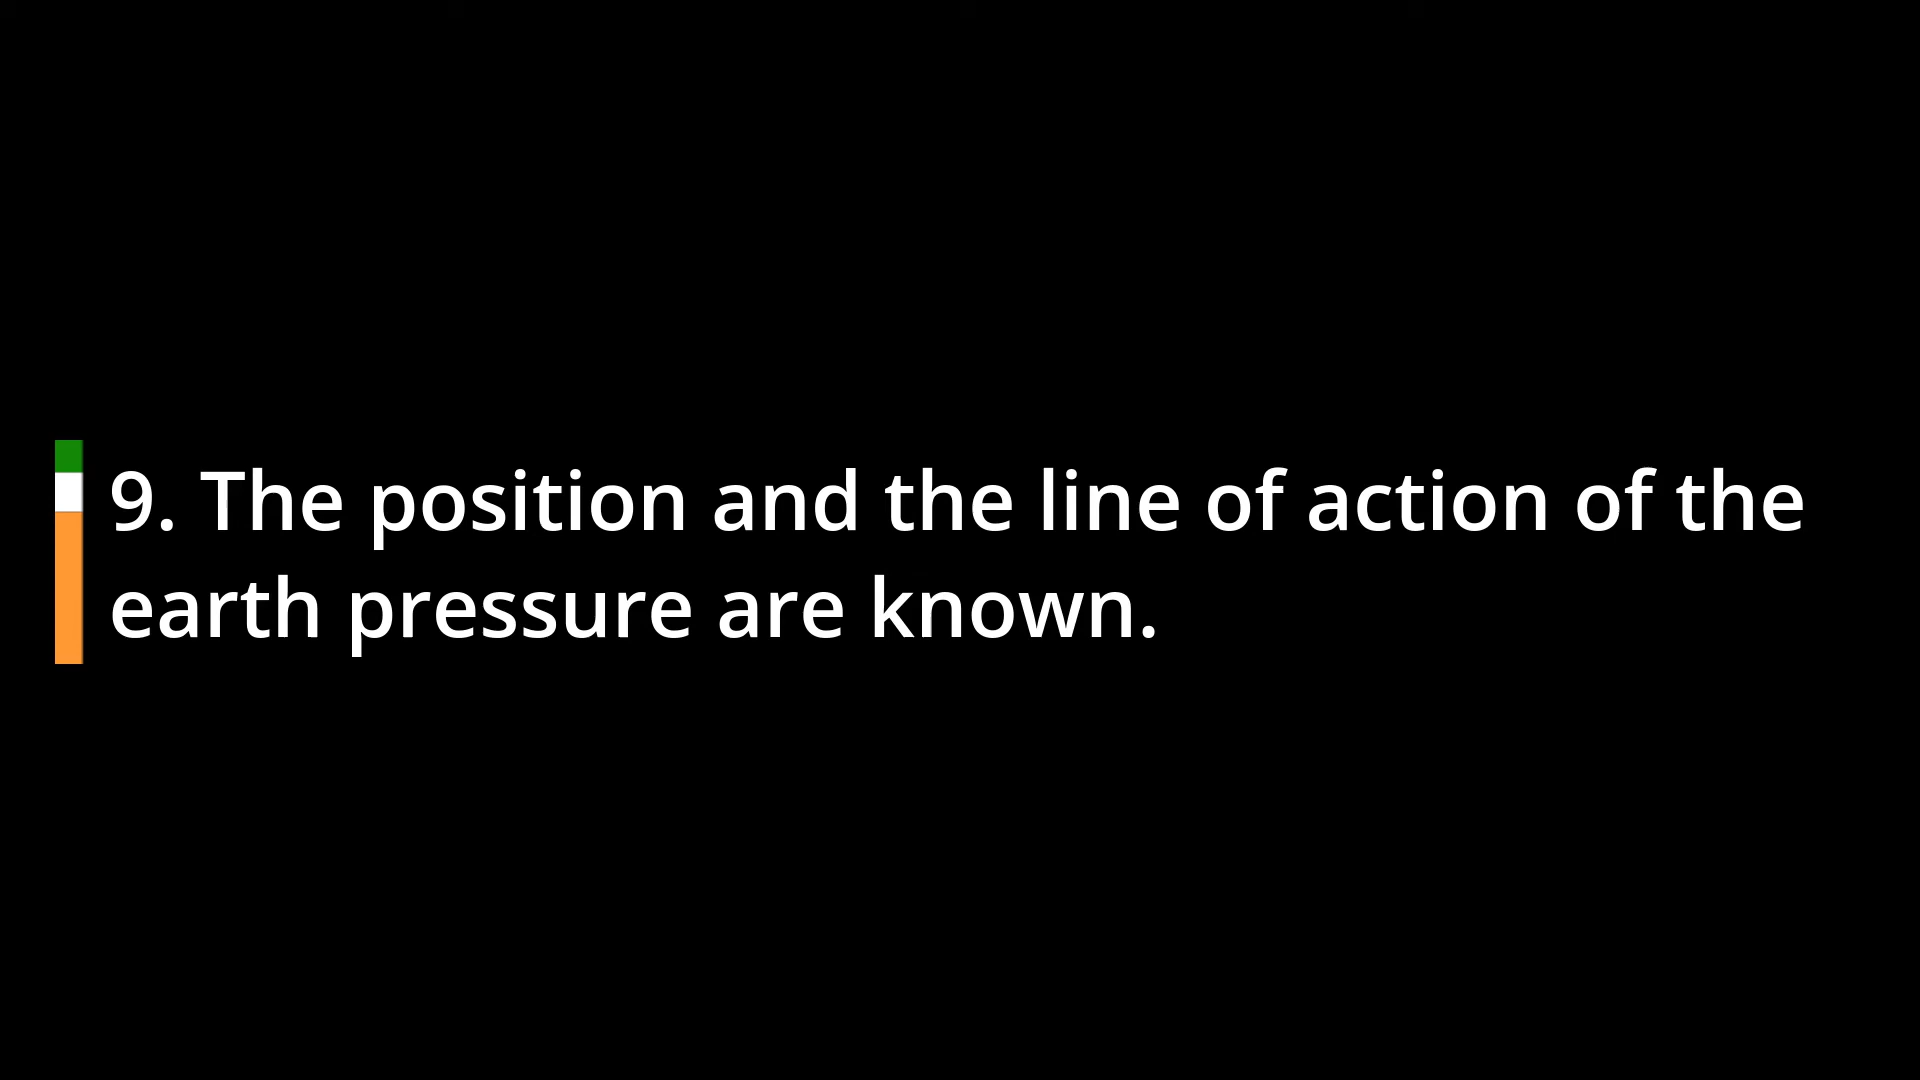 9. The position and the line of action of the
earth pressure are known.